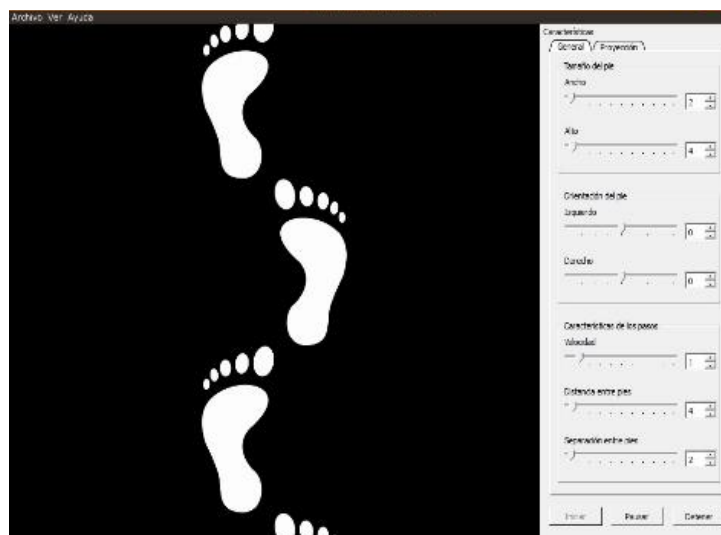 Archivo Ver Ayuda
Características
General Proyección
Tamaño del pie
Ancho
2
Alto
4
Orientación del pie
Izquierdo
0
Derecho
0
Características de los pasos
Velocidad
1
Distancia entre pies
4
Separación entre pies
2
Iniciar Pausar Detener